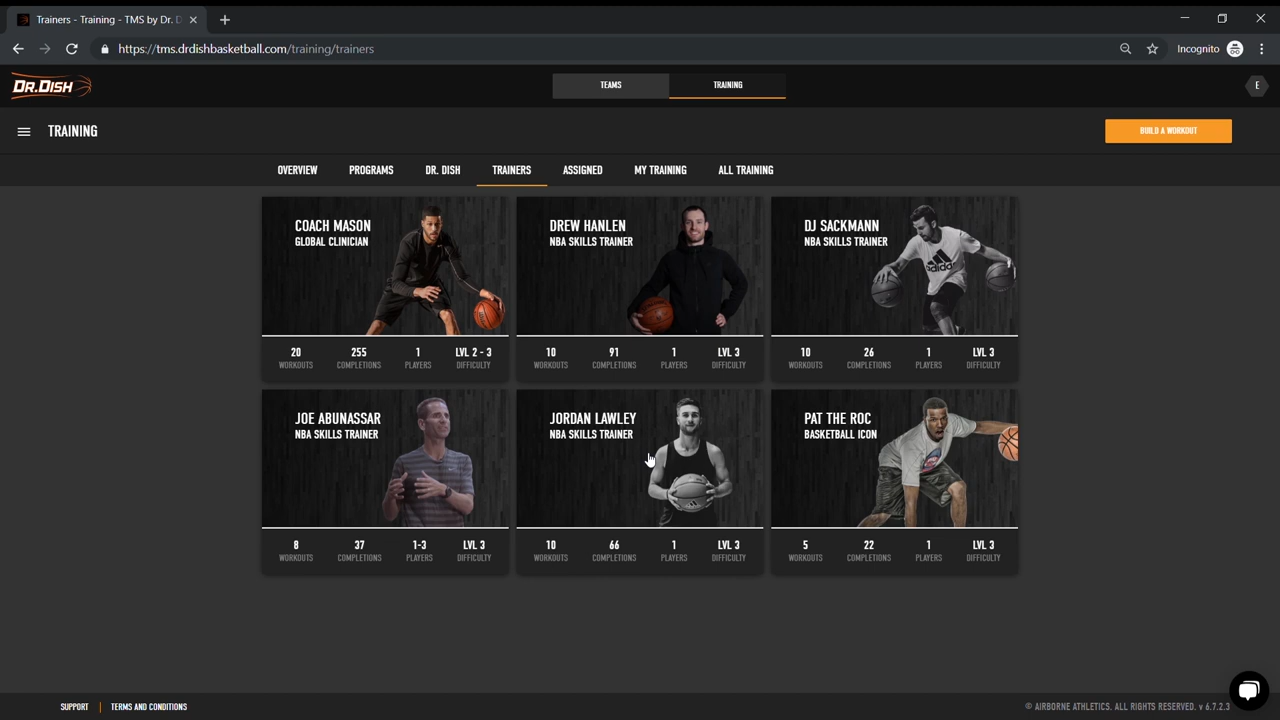 Trainers - Training - TMS by Dr. D
https://tms.drdishbasketball.com/training/trainers
Incognito
DR.DISH
TEAMS
TRAINING
E
TRAINING
BUILD A WORKOUT
OVERVIEW
PROGRAMS
DR. DISH
TRAINERS
ASSIGNED
MY TRAINING
ALL TRAINING
COACH MASON
GLOBAL CLINICIAN
20 255 1 LVL 2 - 3
WORKOUTS COMPLETIONS PLAYERS DIFFICULTY
DREW HANLEN
NBA SKILLS TRAINER
10 91 1 LVL 3
WORKOUTS COMPLETIONS PLAYERS DIFFICULTY
DJ SACKMANN
NBA SKILLS TRAINER
adidas
10 26 1 LVL 3
WORKOUTS COMPLETIONS PLAYERS DIFFICULTY
JOE ABUNASSAR
NBA SKILLS TRAINER
8 37 1-3 LVL 3
WORKOUTS COMPLETIONS PLAYERS DIFFICULTY
JORDAN LAWLEY
NBA SKILLS TRAINER
10 66 1 LVL 3
WORKOUTS COMPLETIONS PLAYERS DIFFICULTY
PAT THE ROC
BASKETBALL ICON
5 22 1 LVL 3
WORKOUTS COMPLETIONS PLAYERS DIFFICULTY
SUPPORT | TERMS AND CONDITIONS
© AIRBORNE ATHLETICS. ALL RIGHTS RESERVED. v 6.7.2.3